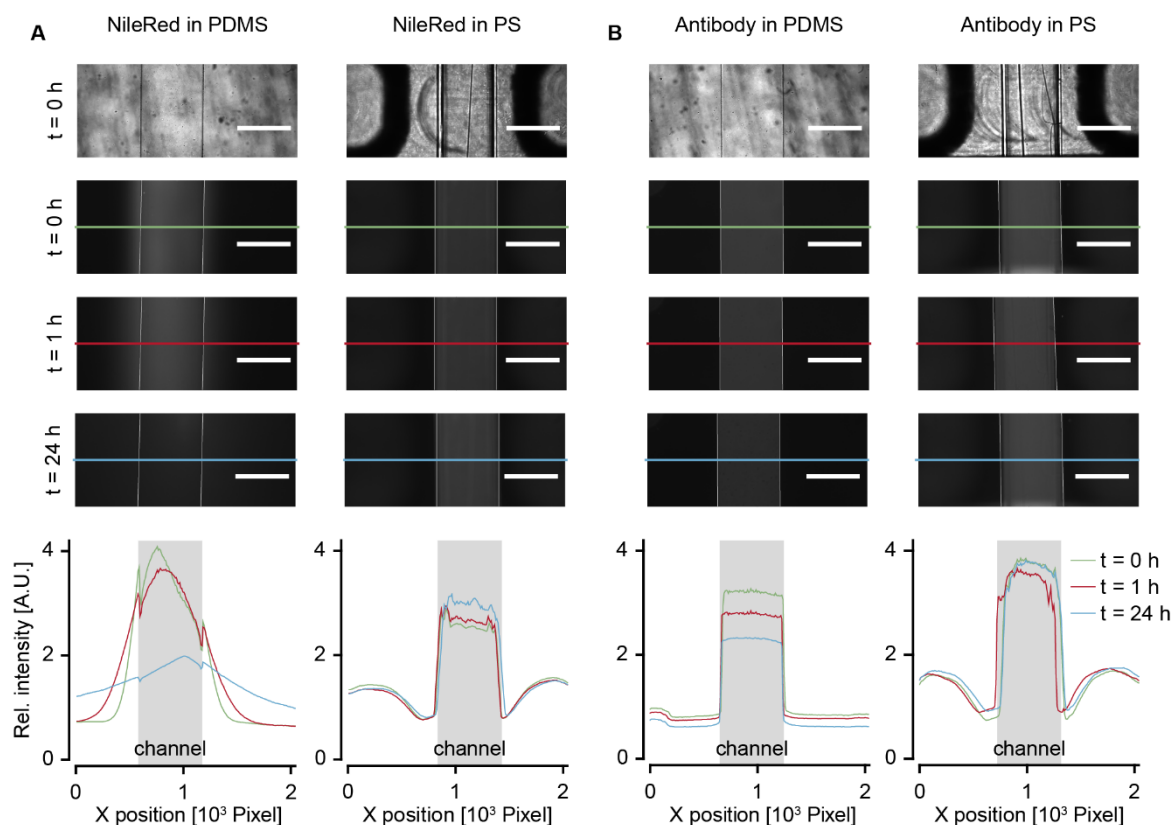 A
NileRed in PDMS
NileRed in PS
B
Antibody in PDMS
Antibody in PS
t = 0 h
t = 0 h
t = 1 h
t = 24 h
Rel. intensity [A.U.]
4
2
0
channel
0
1
2
X position [10³ Pixel]
4
2
0
channel
0
1
2
X position [10³ Pixel]
4
2
0
channel
0
1
2
X position [10³ Pixel]
4
2
0
channel
0
1
2
X position [10³ Pixel]
t = 0 h
t = 1 h
t = 24 h